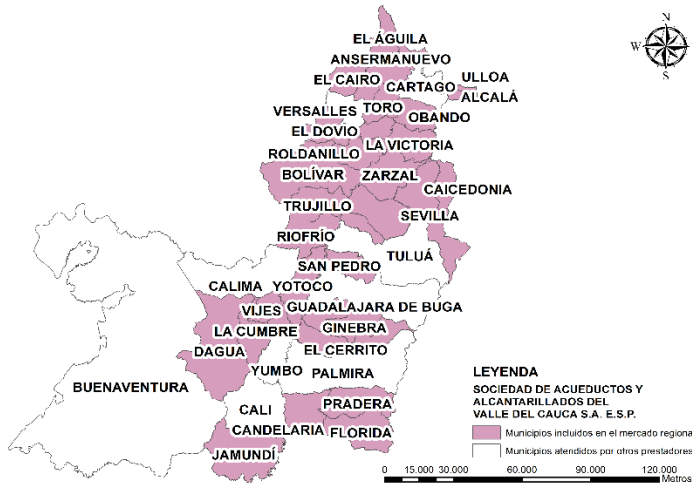 N
W E
S
EL ÁGUILA
ANSERMANUEVO
EL CAIRO
CARTAGO
ULLOA
ALCALÁ
VERSALLES
TORO
OBANDO
EL DOVIO
LA VICTORIA
ROLDANILLO
BOLÍVAR
ZARZAL
CAICEDONIA
TRUJILLO
SEVILLA
RIOFRÍO
TULUÁ
SAN PEDRO
CALIMA
YOTOCO
VIJES
GUADALAJARA DE BUGA
LA CUMBRE
GINEBRA
DAGUA
EL CERRITO
YUMBO
PALMIRA
BUENAVENTURA
CALI
PRADERA
CANDELARIA
FLORIDA
JAMUNDÍ
LEYENDA
SOCIEDAD DE ACUEDUCTOS Y
ALCANTARILLADOS DEL
VALLE DEL CAUCA S.A. E.S.P.
Municipios incluidos en el mercado regiona
Municipios atendidos por otros prestadores
0 15.000 30.000 60.000 90.000 120.000
Metros